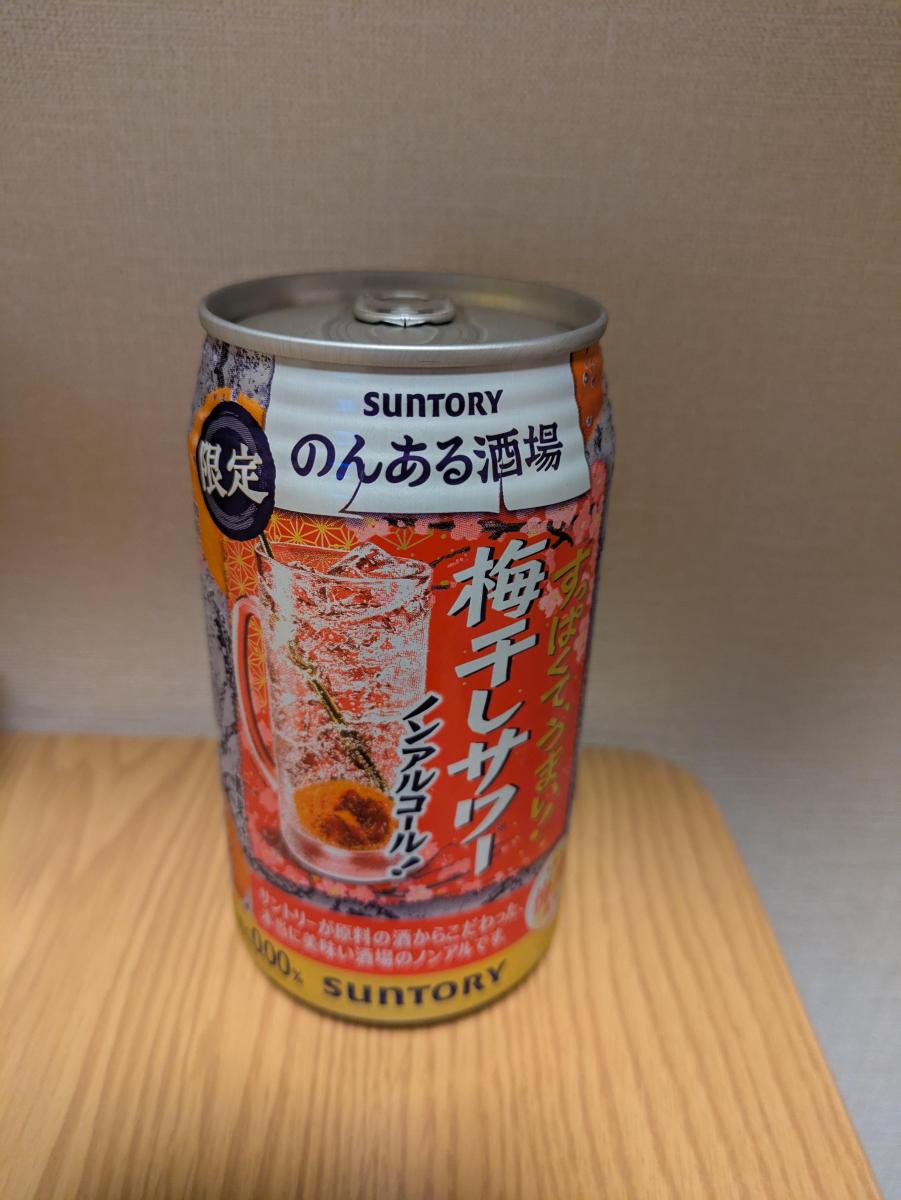 SUNTORY
のんある酒場
限定
すっぱくて、うまい!
梅干しサワー
ノンアルコール!
サントリーが原料の酒からこだわった、
本当に美味い酒場のノンアルです。
0.00%
SUNTORY